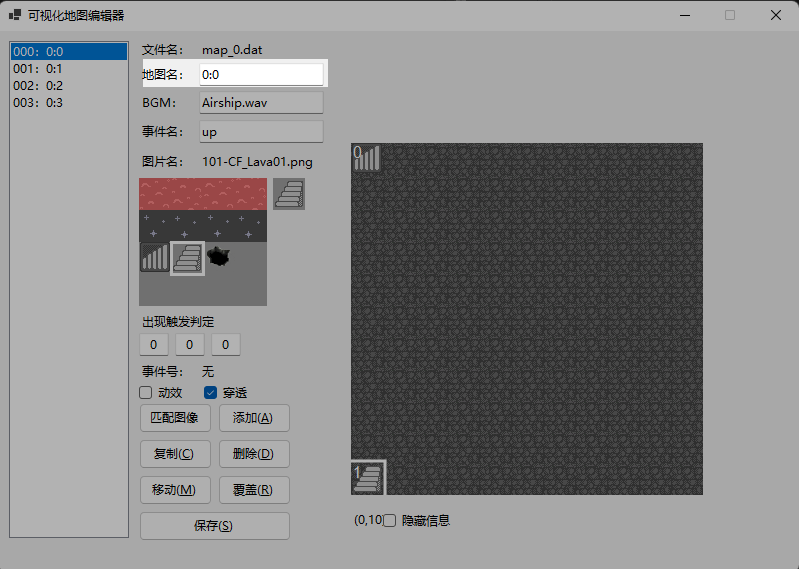 可视化地图编辑器
000：0:0
001：0:1
002：0:2
003：0:3
文件名： map_0.dat
地图名： 0:0
BGM： Airship.wav
事件名： up
图片名： 101-CF_Lava01.png
出现触发判定
0 0 0
事件号： 无
动效 穿透
匹配图像 添加(A)
复制(C) 删除(D)
移动(M) 覆盖(R)
保存(S)
0
1
(0,10 隐藏信息